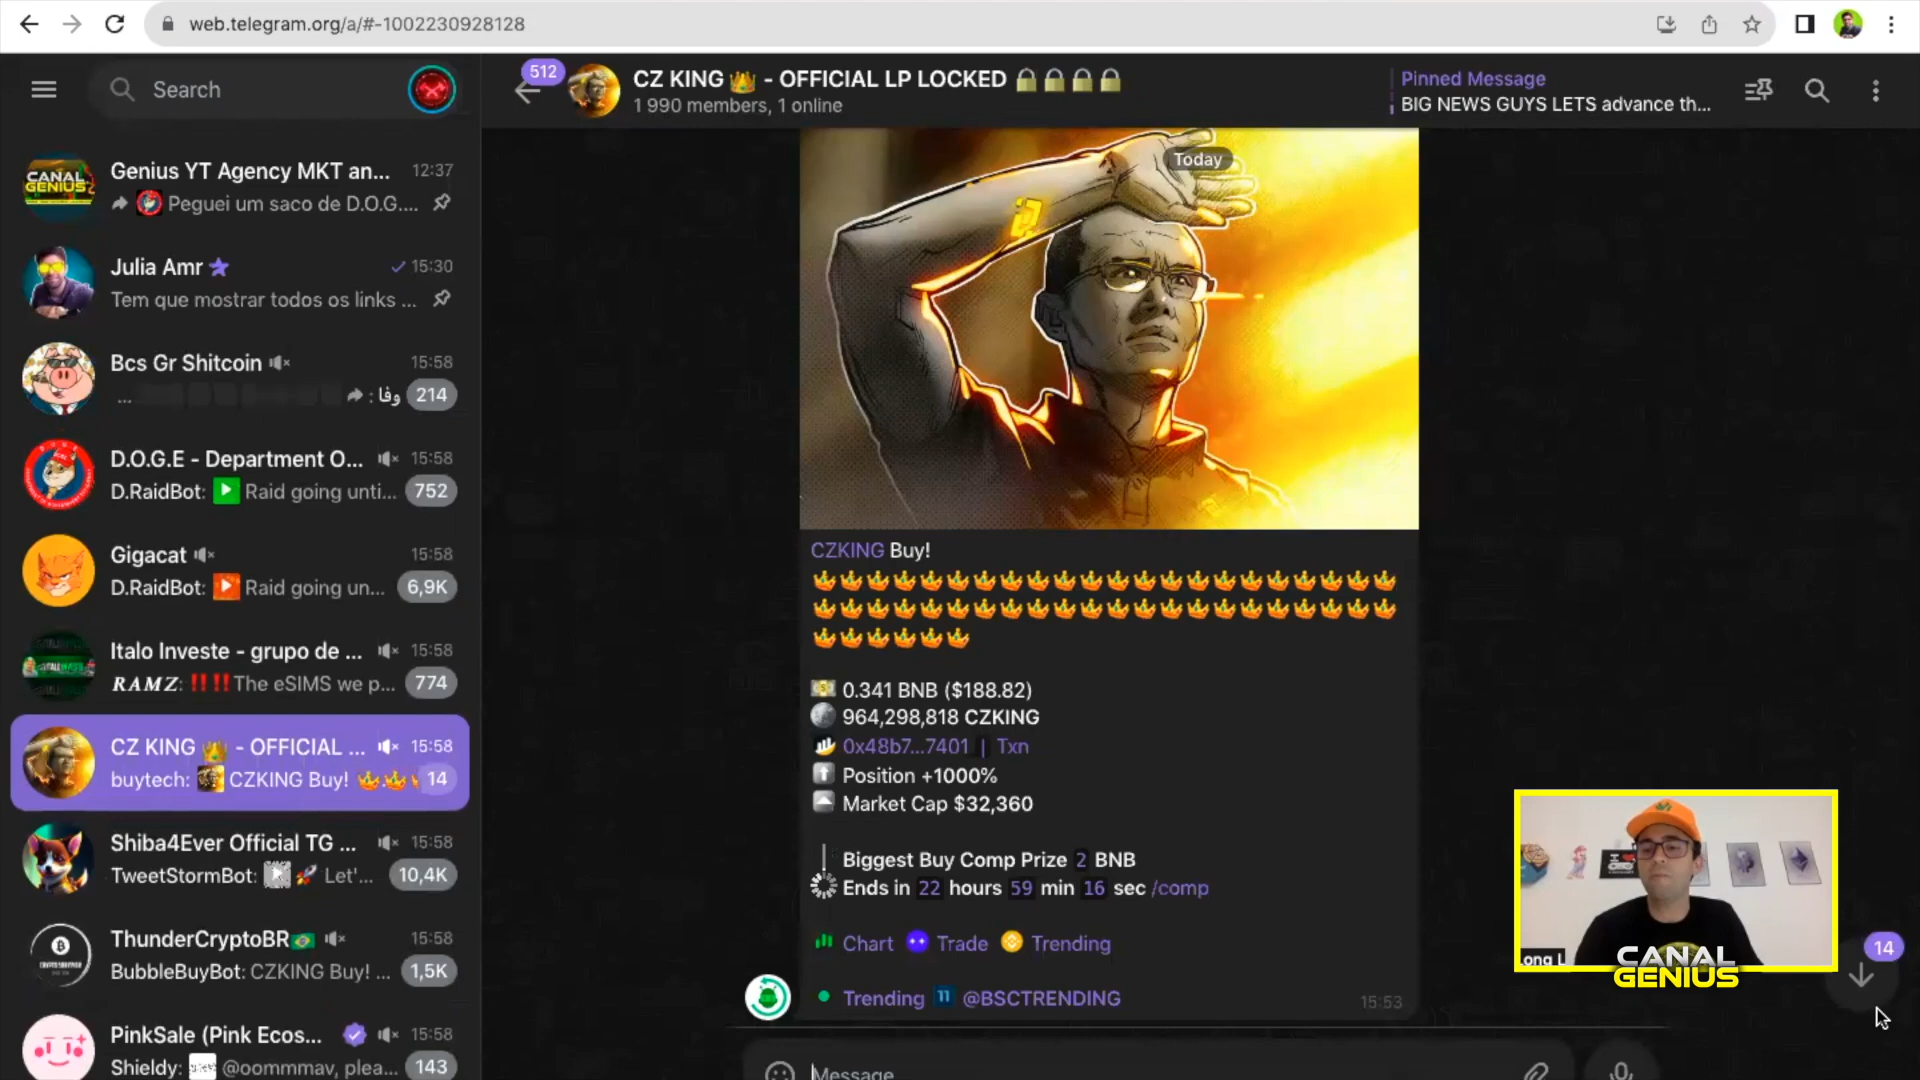 web.telegram.org/a/#-1002230928128
Search
Genius YT Agency MKT an... 12:37
Peguei um saco de D.O.G....
Julia Amr 15:30
Tem que mostrar todos os links ...
Bcs Gr Shitcoin 15:58
... وفا : 214
D.O.G.E - Department O... 15:58
D.RaidBot: Raid going unti... 752
Gigacat 15:58
D.RaidBot: Raid going un... 6,9K
Italo Investe - grupo de ... 15:58
RAMZ: ‼️‼️The eSIMS we p... 774
CZ KING 👑 - OFFICIAL ... 15:58
buytech: CZKING Buy! 14
Shiba4Ever Official TG ... 15:58
TweetStormBot: 🚀 Let'... 10,4K
ThunderCryptoBR🇧🇷 15:58
BubbleBuyBot: CZKING Buy! ... 1,5K
PinkSale (Pink Ecos... 15:58
Shieldy: @oommmav, plea... 143
512
CZ KING 👑 - OFFICIAL LP LOCKED 🔒🔒🔒🔒
1 990 members, 1 online
Pinned Message
BIG NEWS GUYS LETS advance th...
Today
CZKING Buy!
0.341 BNB ($188.82)
964,298,818 CZKING
0x48b7...7401 | Txn
Position +1000%
Market Cap $32,360
Biggest Buy Comp Prize 2 BNB
Ends in 22 hours 59 min 16 sec /comp
Chart Trade Trending
Trending 11 @BSCTRENDING
15:53
Message
14
CANAL
GENIUS
CANAL
GENIUS